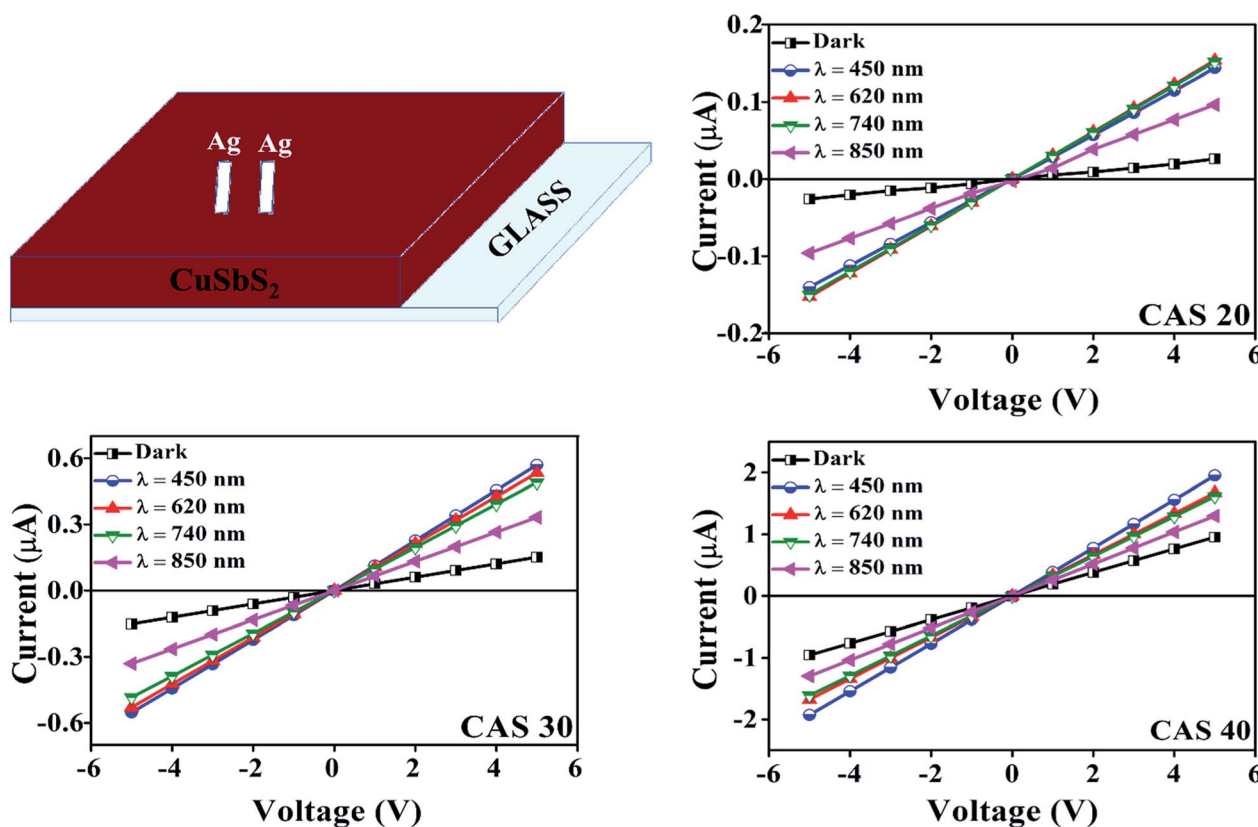 Ag Ag
GLASS
CuSbS₂
0.2
0.1
0.0
-0.1
-0.2
Current (μA)
Dark
λ = 450 nm
λ = 620 nm
λ = 740 nm
λ = 850 nm
CAS 20
-6 -4 -2 0 2 4 6
Voltage (V)
0.6
0.3
0.0
-0.3
-0.6
Current (μA)
Dark
λ = 450 nm
λ = 620 nm
λ = 740 nm
λ = 850 nm
CAS 30
-6 -4 -2 0 2 4 6
Voltage (V)
2
1
0
-1
-2
Current (μA)
Dark
λ = 450 nm
λ = 620 nm
λ = 740 nm
λ = 850 nm
CAS 40
-6 -4 -2 0 2 4 6
Voltage (V)